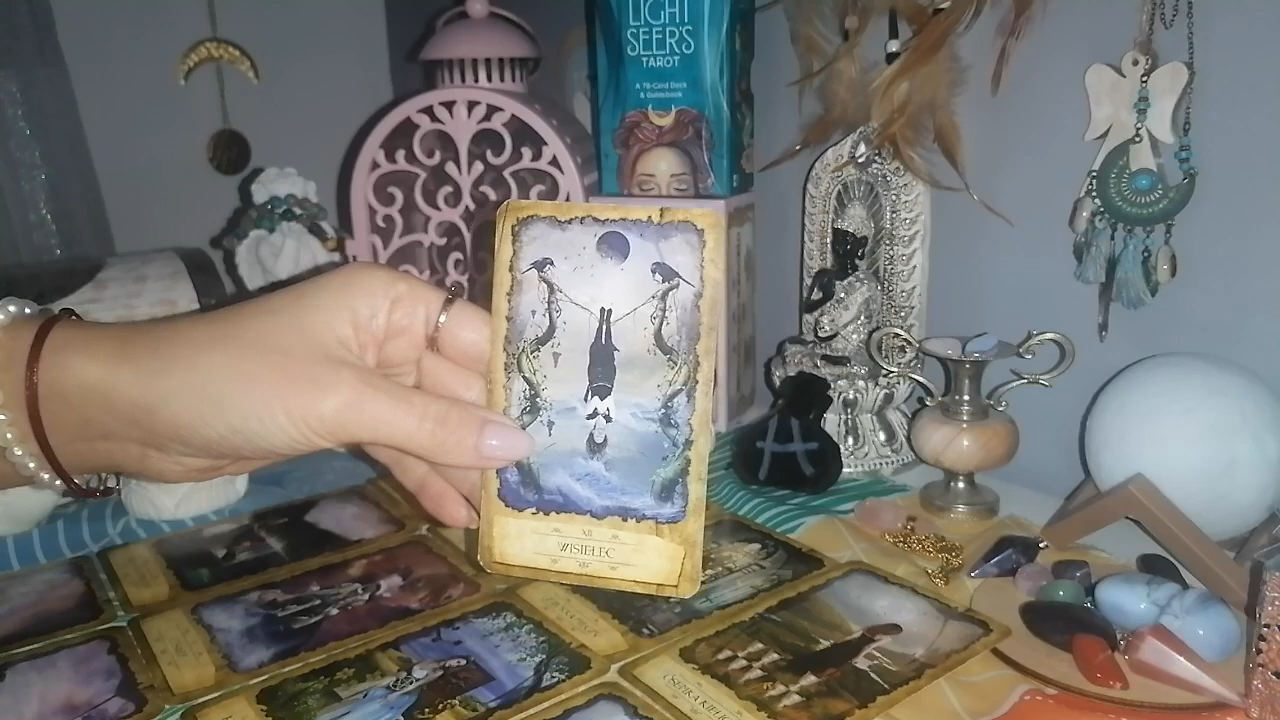 LIGHT
SEER'S
TAROT
A 78-Card Deck
& Guidebook
XII
WISIELEC